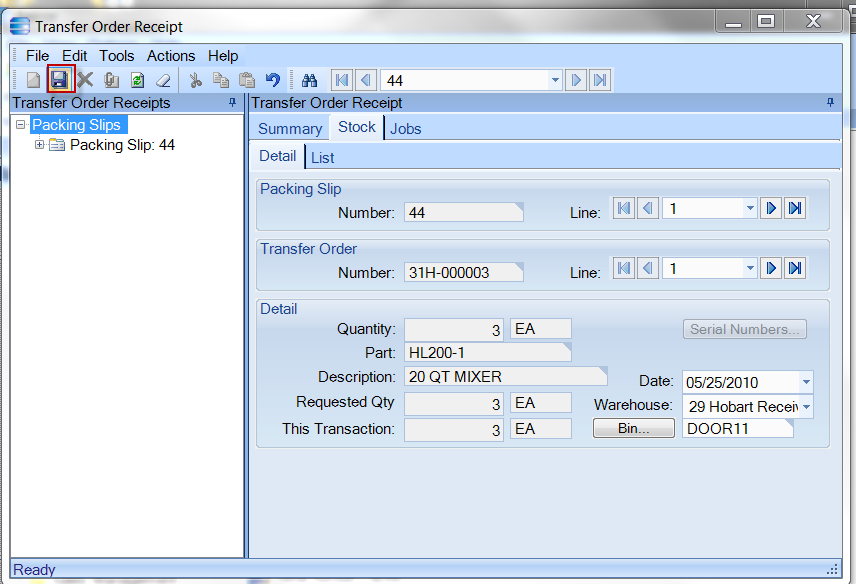 Transfer Order Receipt
File Edit Tools Actions Help
44
Transfer Order Receipts
Packing Slips
Packing Slip: 44
Transfer Order Receipt
Summary Stock Jobs
Detail List
Packing Slip
Number: 44 Line: 1
Transfer Order
Number: 31H-000003 Line: 1
Detail
Quantity: 3 EA Serial Numbers...
Part: HL200-1
Description: 20 QT MIXER Date: 05/25/2010
Requested Qty 3 EA Warehouse: 29 Hobart Receiv
This Transaction: 3 EA Bin... DOOR11
Ready